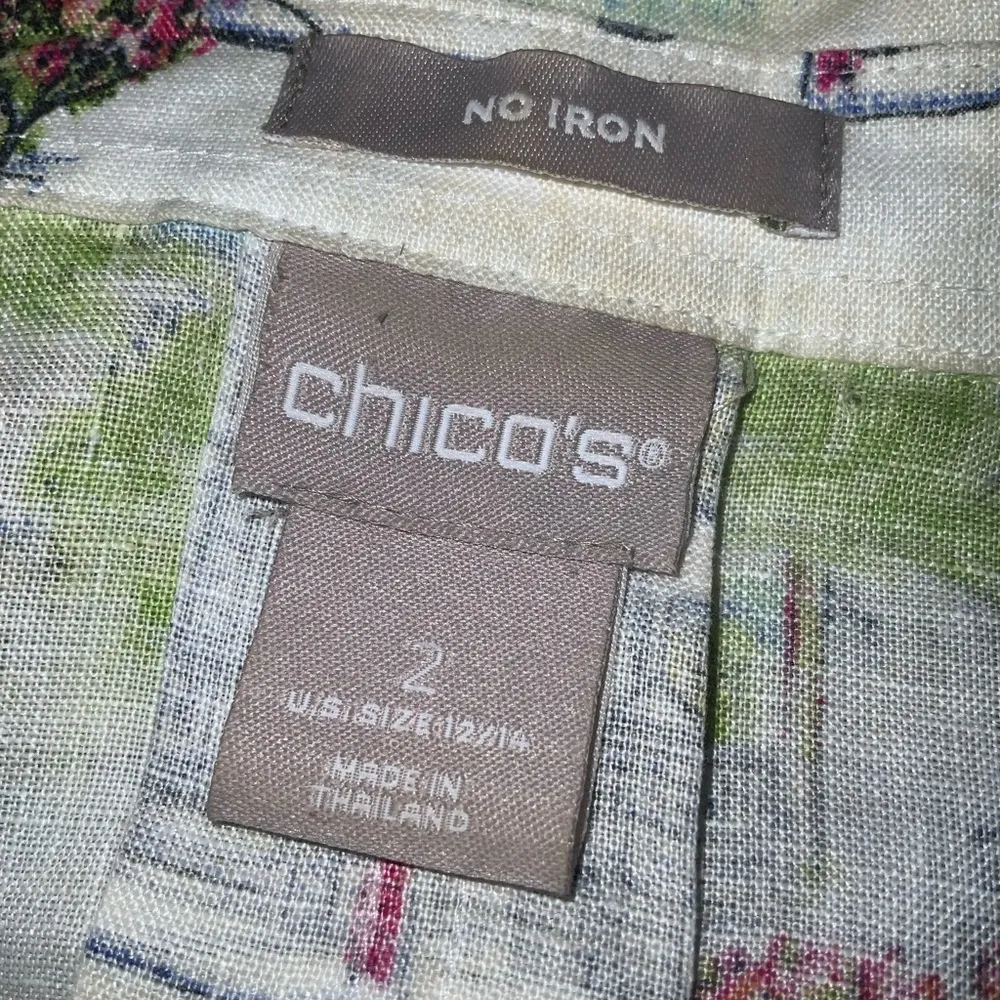 NO IRON
chico's®
2
U.S. SIZE 12/14
MADE IN
THAILAND